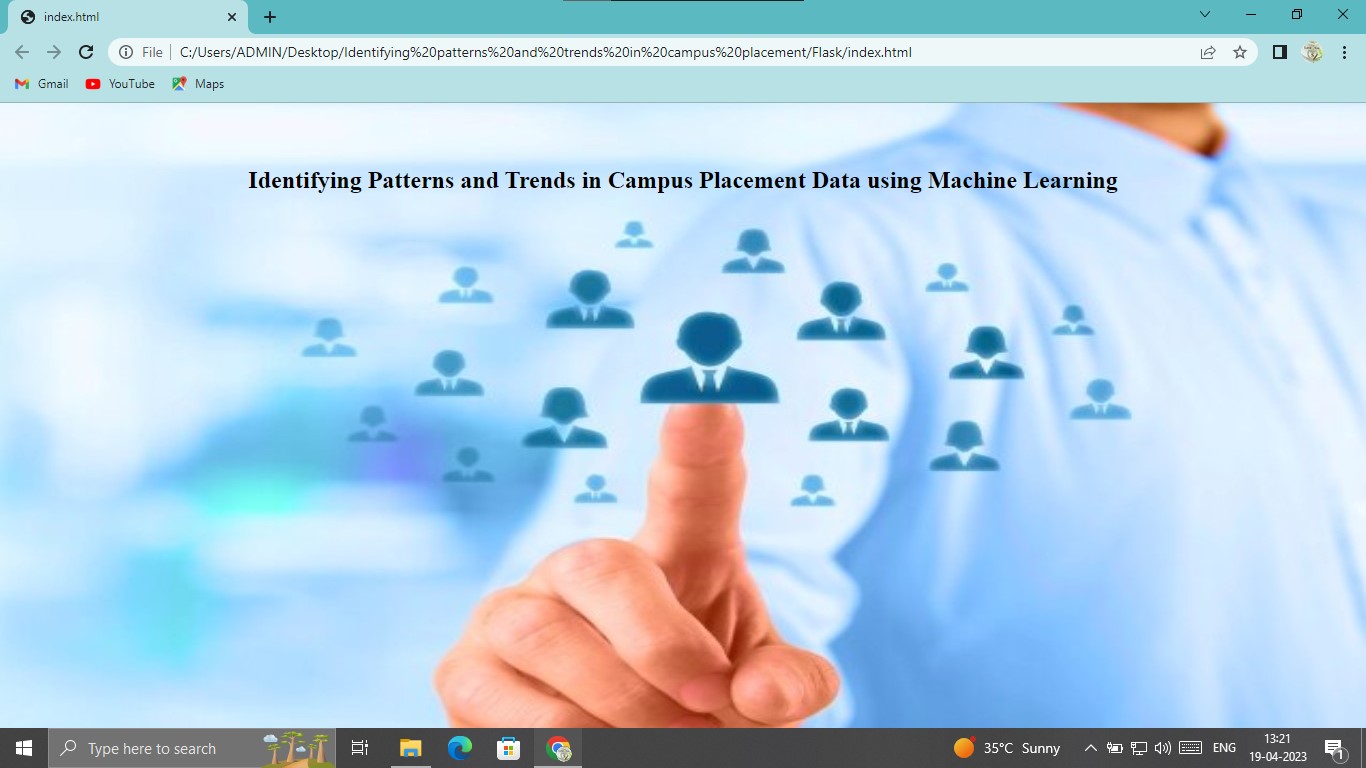 index.html
File
C:/Users/ADMIN/Desktop/Identifying%20patterns%20and%20trends%20in%20campus%20placement/Flask/index.html
Gmail YouTube Maps
Identifying Patterns and Trends in Campus Placement Data using Machine Learning
Type here to search
35°C Sunny
ENG
13:21
19-04-2023
1